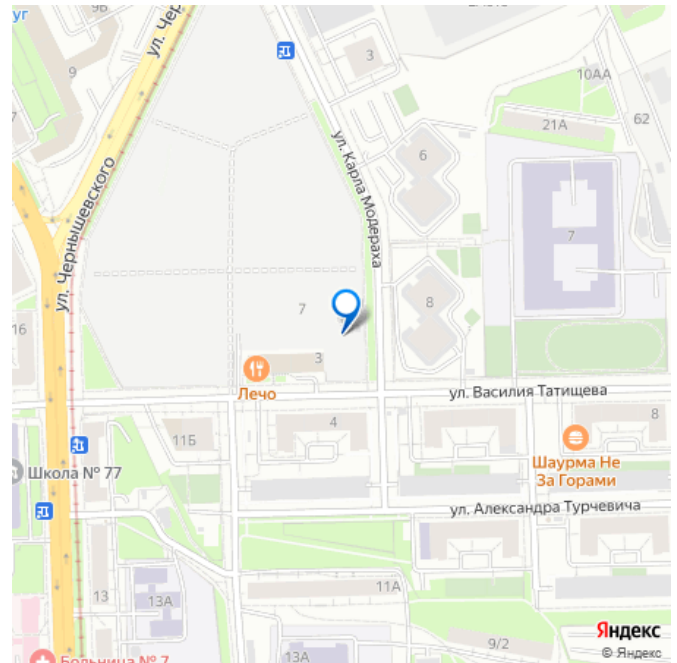 уг
9Б
ул. Чер
9
3
10АА
62
21А
ул. Карла Модераха
6
7
ул. Чернышевского
7
8
16
3
Лечо
ул. Василия Татищева
4
8
11Б
Школа № 77
Шаурма Не
За Горами
ул. Александра Турчевича
13
13А
11А
9/2
13А
Больница № 7
Яндекс
© Яндекс